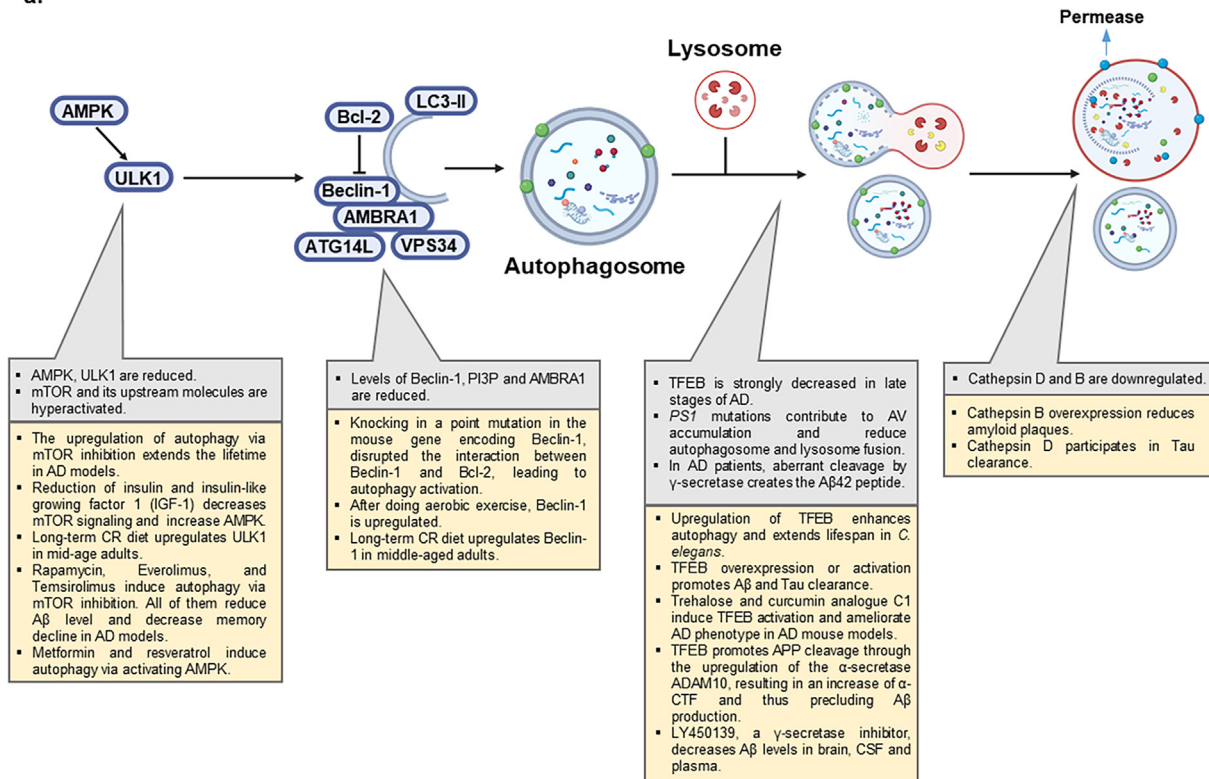 a.
Permease
Lysosome
AMPK
ULK1
Bcl-2
LC3-II
Beclin-1
AMBRA1
ATG14L
VPS34
Autophagosome
▪ AMPK, ULK1 are reduced.
▪ mTOR and its upstream molecules are
hyperactivated.
▪ The upregulation of autophagy via
mTOR inhibition extends the lifetime
in AD models.
▪ Reduction of insulin and insulin-like
growing factor 1 (IGF-1) decreases
mTOR signaling and increase AMPK.
▪ Long-term CR diet upregulates ULK1
in mid-age adults.
▪ Rapamycin, Everolimus, and
Temsirolimus induce autophagy via
mTOR inhibition. All of them reduce
Aβ level and decrease memory
decline in AD models.
▪ Metformin and resveratrol induce
autophagy via activating AMPK.
▪ Levels of Beclin-1, PI3P and AMBRA1
are reduced.
▪ Knocking in a point mutation in the
mouse gene encoding Beclin-1,
disrupted the interaction between
Beclin-1 and Bcl-2, leading to
autophagy activation.
▪ After doing aerobic exercise, Beclin-1
is upregulated.
▪ Long-term CR diet upregulates Beclin-
1 in middle-aged adults.
▪ TFEB is strongly decreased in late
stages of AD.
▪ PS1 mutations contribute to AV
accumulation and reduce
autophagosome and lysosome fusion.
▪ In AD patients, aberrant cleavage by
γ-secretase creates the Aβ42 peptide.
▪ Upregulation of TFEB enhances
autophagy and extends lifespan in C.
elegans.
▪ TFEB overexpression or activation
promotes Aβ and Tau clearance.
▪ Trehalose and curcumin analogue C1
induce TFEB activation and ameliorate
AD phenotype in AD mouse models.
▪ TFEB promotes APP cleavage through
the upregulation of the α-secretase
ADAM10, resulting in an increase of α-
CTF and thus precluding Aβ
production.
▪ LY450139, a γ-secretase inhibitor,
decreases Aβ levels in brain, CSF and
plasma.
▪ Cathepsin D and B are downregulated.
▪ Cathepsin B overexpression reduces
amyloid plaques.
▪ Cathepsin D participates in Tau
clearance.